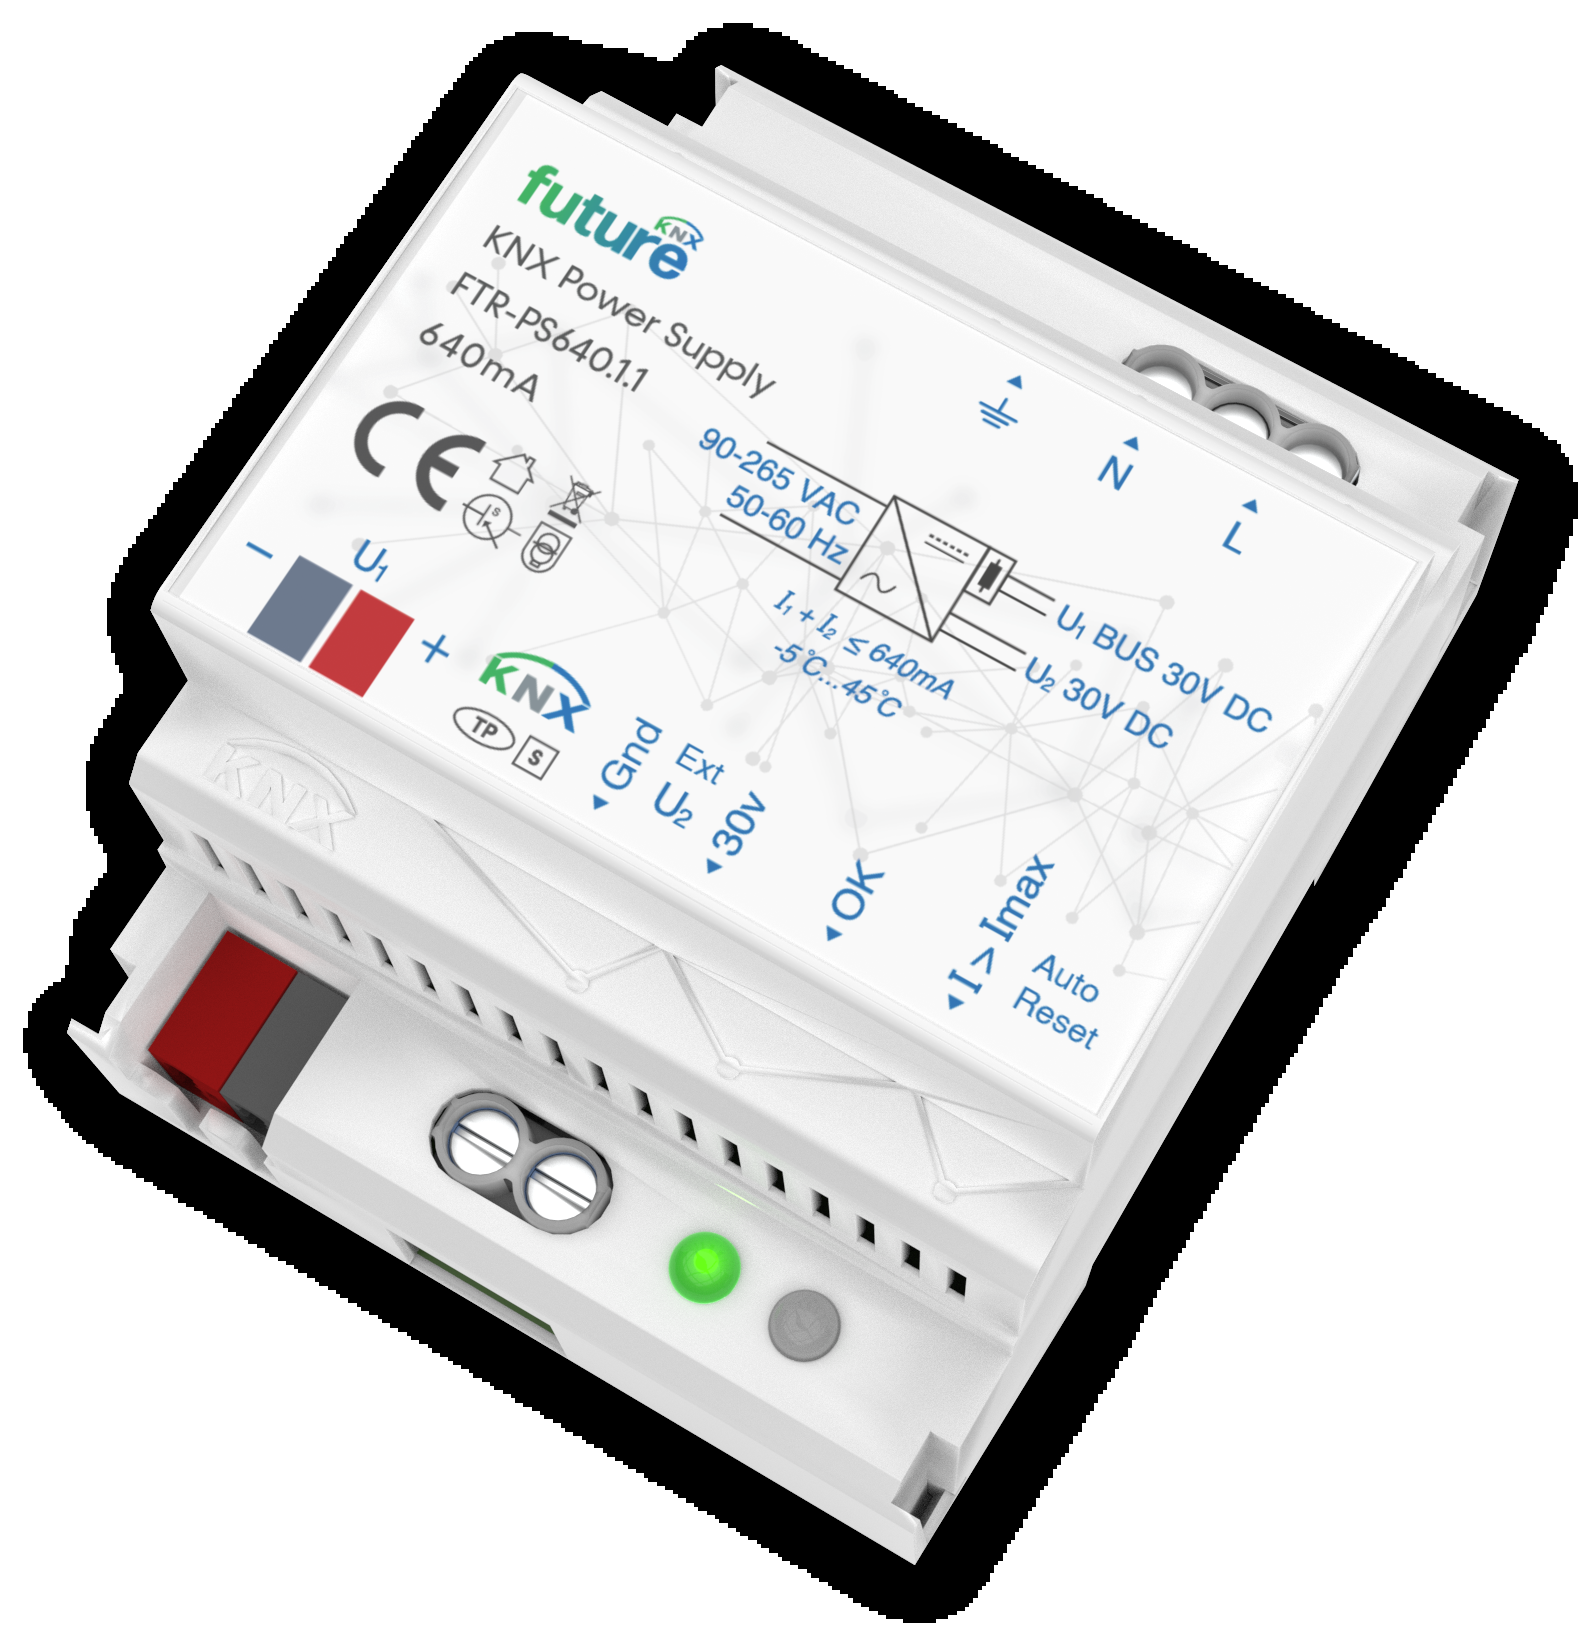 future KNX
KNX Power Supply
FTR-PS640.1.1
640mA
CE
S
N
L
90-265 VAC
50-60 Hz
I₁ + I₂ ≤ 640mA
-5°C...45°C
U₁ BUS 30V DC
U₂ 30V DC
−
U₁
+
KNX
TP
S
Gnd
Ext
U₂
30v
OK
I > Imax
Auto
Reset
KNX